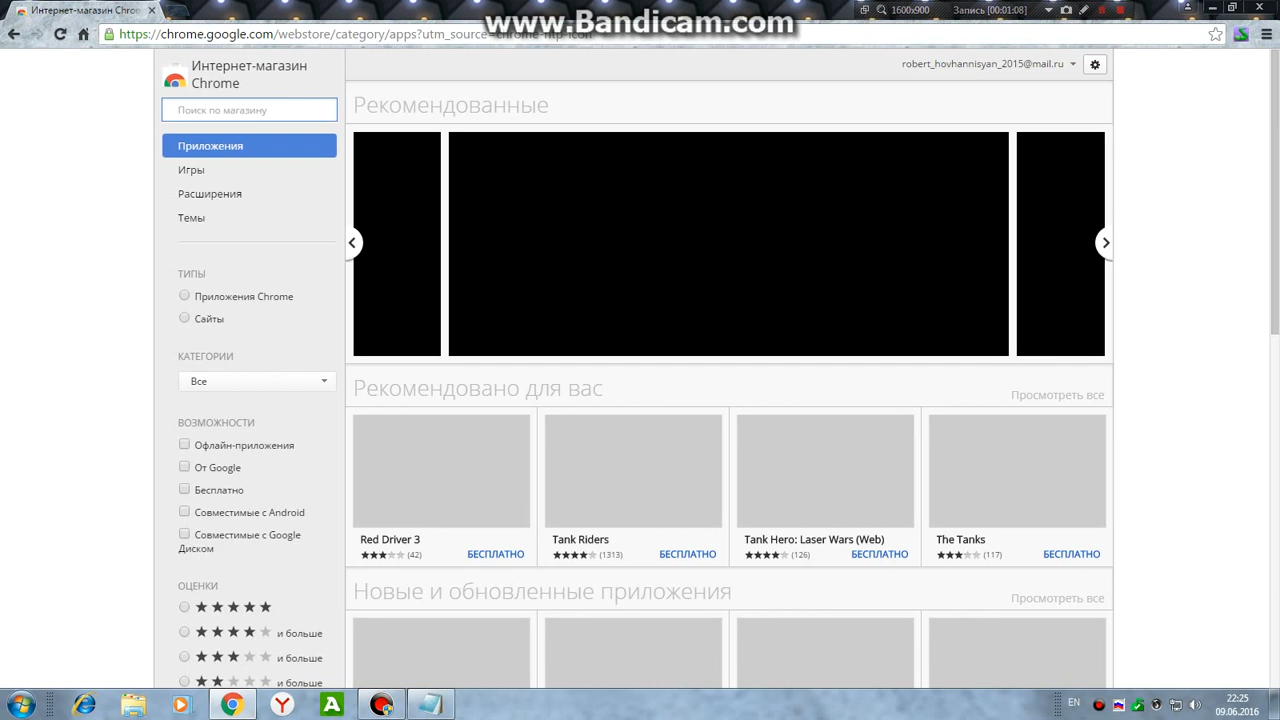 Интернет-магазин Chrome
1600x900
Запись [00:01:08]
www.Bandicam.com
https://chrome.google.com/webstore/category/apps?utm_source=chrome-ntp-icon
Интернет-магазин
Chrome
robert_hovhannisyan_2015@mail.ru
Поиск по магазину
Рекомендованные
Приложения
Игры
Расширения
Темы
ТИПЫ
Приложения Chrome
Сайты
КАТЕГОРИИ
Все
Рекомендовано для вас
Просмотреть все
ВОЗМОЖНОСТИ
Офлайн-приложения
От Google
Бесплатно
Совместимые с Android
Совместимые с Google
Диском
Red Driver 3
(42) БЕСПЛАТНО
Tank Riders
(1313) БЕСПЛАТНО
Tank Hero: Laser Wars (Web)
(126) БЕСПЛАТНО
The Tanks
(117) БЕСПЛАТНО
Новые и обновленные приложения
Просмотреть все
ОЦЕНКИ
и больше
и больше
и больше
EN
22:25
09.06.2016